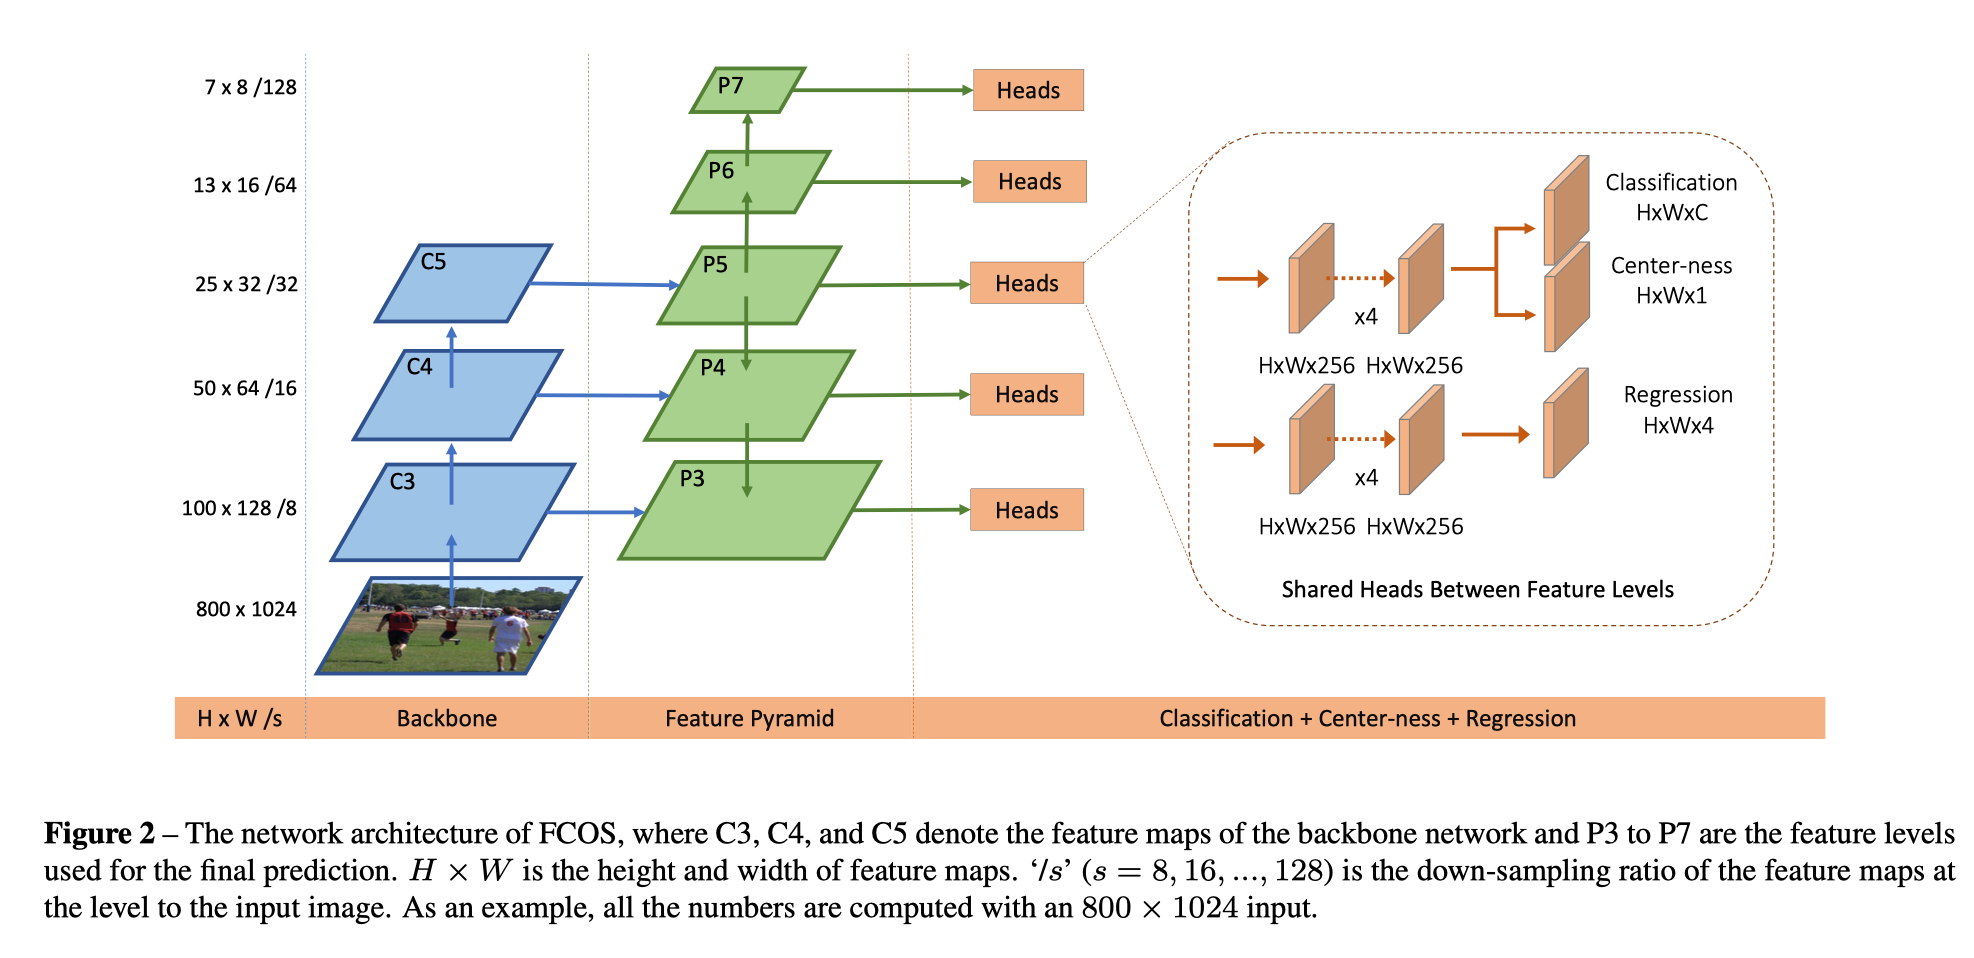 7 x 8 /128
P7
Heads
13 x 16 /64
P6
Heads
25 x 32 /32
C5
P5
Heads
50 x 64 /16
C4
P4
Heads
100 x 128 /8
C3
P3
Heads
800 x 1024
Classification
HxWxC
Center-ness
HxWx1
x4
HxWx256 HxWx256
Regression
HxWx4
x4
HxWx256 HxWx256
Shared Heads Between Feature Levels
H x W /s Backbone Feature Pyramid Classification + Center-ness + Regression
Figure 2 – The network architecture of FCOS, where C3, C4, and C5 denote the feature maps of the backbone network and P3 to P7 are the feature levels
used for the final prediction. H × W is the height and width of feature maps. ‘/s’ (s = 8, 16, ..., 128) is the down-sampling ratio of the feature maps at
the level to the input image. As an example, all the numbers are computed with an 800 × 1024 input.